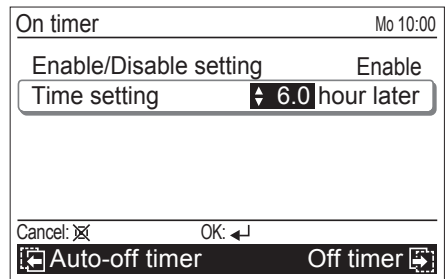 On timer Mo 10:00
Enable/Disable setting Enable
Time setting 6.0 hour later
Cancel: OK:
Auto-off timer Off timer